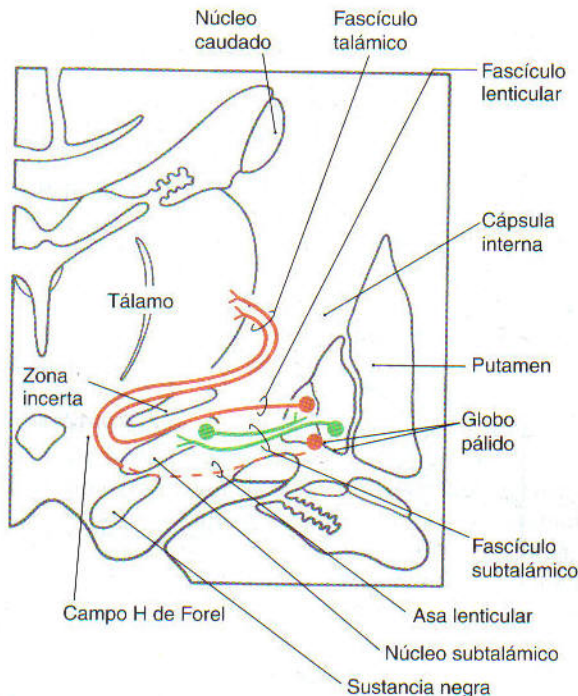 Núcleo
caudado
Fascículo
talámico
Fascículo
lenticular
Cápsula
interna
Tálamo
Putamen
Zona
incerta
Globo
pálido
Fascículo
subtalámico
Campo H de Forel
Asa lenticular
Núcleo subtalámico
Sustancia negra